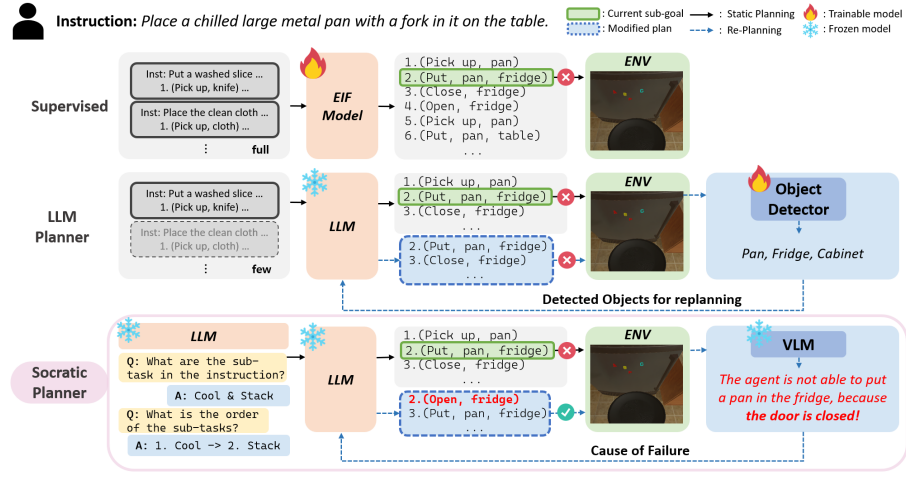 Instruction: Place a chilled large metal pan with a fork in it on the table.
: Current sub-goal
: Static Planning
: Trainable model
: Modified plan
: Re-Planning
: Frozen model
Supervised
Inst: Put a washed slice ...
1. (Pick up, knife) ...
Inst: Place the clean cloth ...
1. (Pick up, cloth) ...
⋮
full
EIF
Model
1.(Pick up, pan)
2.(Put, pan, fridge)
3.(Close, fridge)
4.(Open, fridge)
5.(Pick up, pan)
6.(Put, pan, table)
...
ENV
LLM
Planner
Inst: Put a washed slice ...
1. (Pick up, knife) ...
Inst: Place the clean cloth ...
1. (Pick up, cloth) ...
⋮
few
LLM
1.(Pick up, pan)
2.(Put, pan, fridge)
3.(Close, fridge)
...
2.(Put, pan, fridge)
3.(Close, fridge)
...
ENV
Object
Detector
Pan, Fridge, Cabinet
Detected Objects for replanning
Socratic
Planner
LLM
Q: What are the sub-
task in the instruction?
A: Cool & Stack
Q: What is the order
of the sub-tasks?
A: 1. Cool -> 2. Stack
LLM
1.(Pick up, pan)
2.(Put, pan, fridge)
3.(Close, fridge)
...
2.(Open, fridge)
3.(Put, pan, fridge)
...
ENV
VLM
The agent is not able to put
a pan in the fridge, because
the door is closed!
Cause of Failure